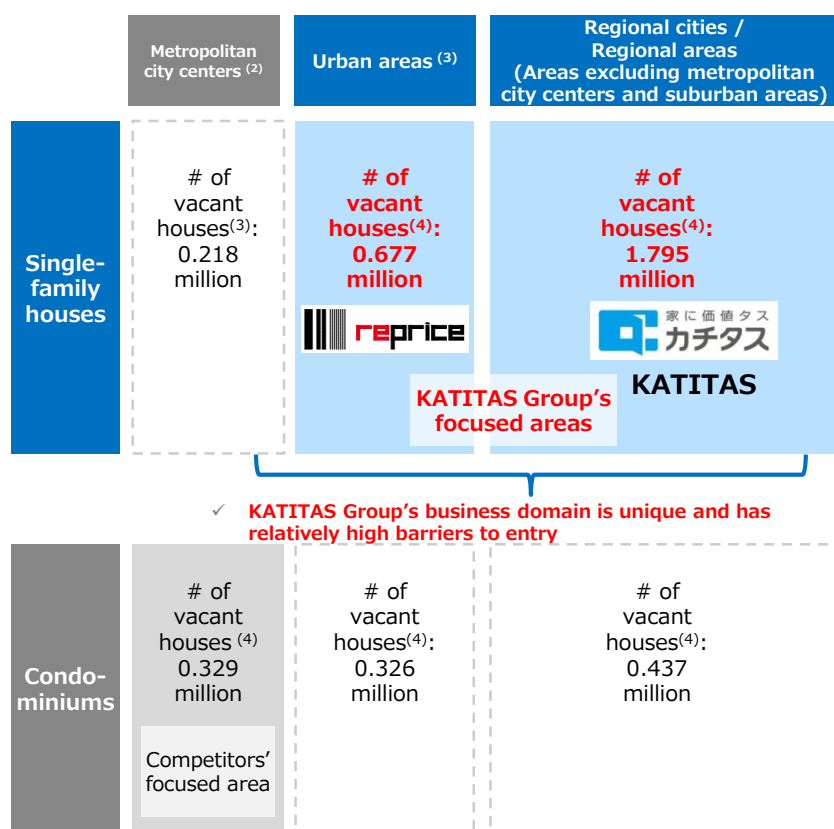 Metropolitan
city centers (2)
Urban areas (3)
Regional cities /
Regional areas
(Areas excluding metropolitan
city centers and suburban areas)
Single-
family
houses
# of
vacant
houses(3):
0.218
million
# of
vacant
houses(4):
0.677
million
reprice
# of
vacant
houses(4):
1.795
million
家に価値タス
カチタス
KATITAS
KATITAS Group's
focused areas
✓ KATITAS Group's business domain is unique and has
relatively high barriers to entry
Condo-
miniums
# of
vacant
houses (4)
0.329
million
Competitors'
focused area
# of
vacant
houses(4):
0.326
million
# of
vacant
houses(4):
0.437
million